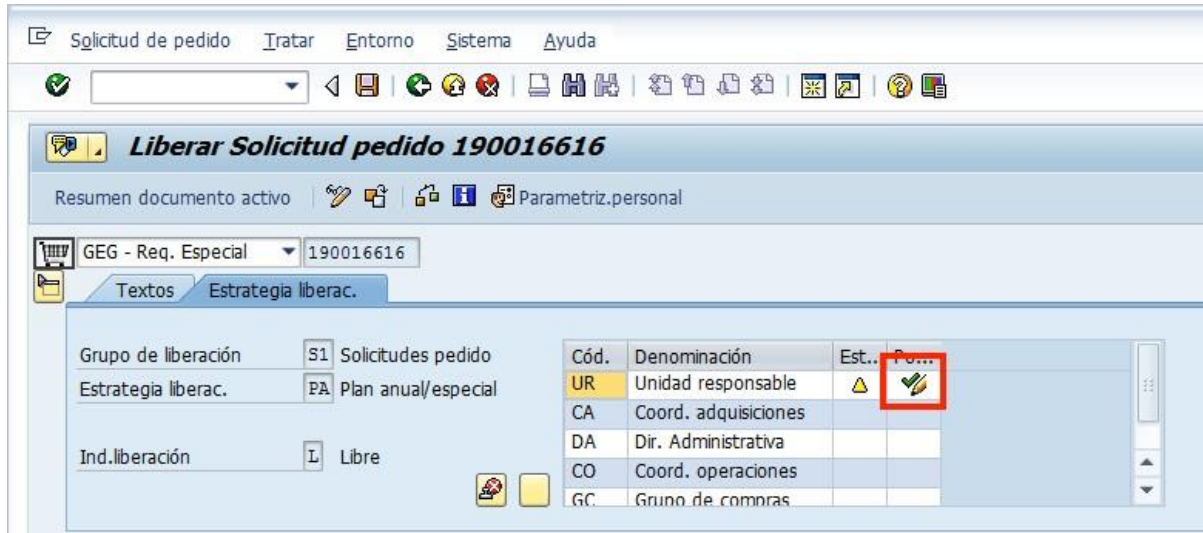 Solicitud de pedido Tratar Entorno Sistema Ayuda
Liberar Solicitud pedido 190016616
Resumen documento activo Parametriz.personal
GEG - Req. Especial 190016616
Textos Estrategia liberac.
Grupo de liberación S1 Solicitudes pedido
Estrategia liberac. PA Plan anual/especial
Ind.liberación L Libre
Cód. Denominación Est.. Po...
UR Unidad responsable
CA Coord. adquisiciones
DA Dir. Administrativa
CO Coord. operaciones
GC Grupo de compras